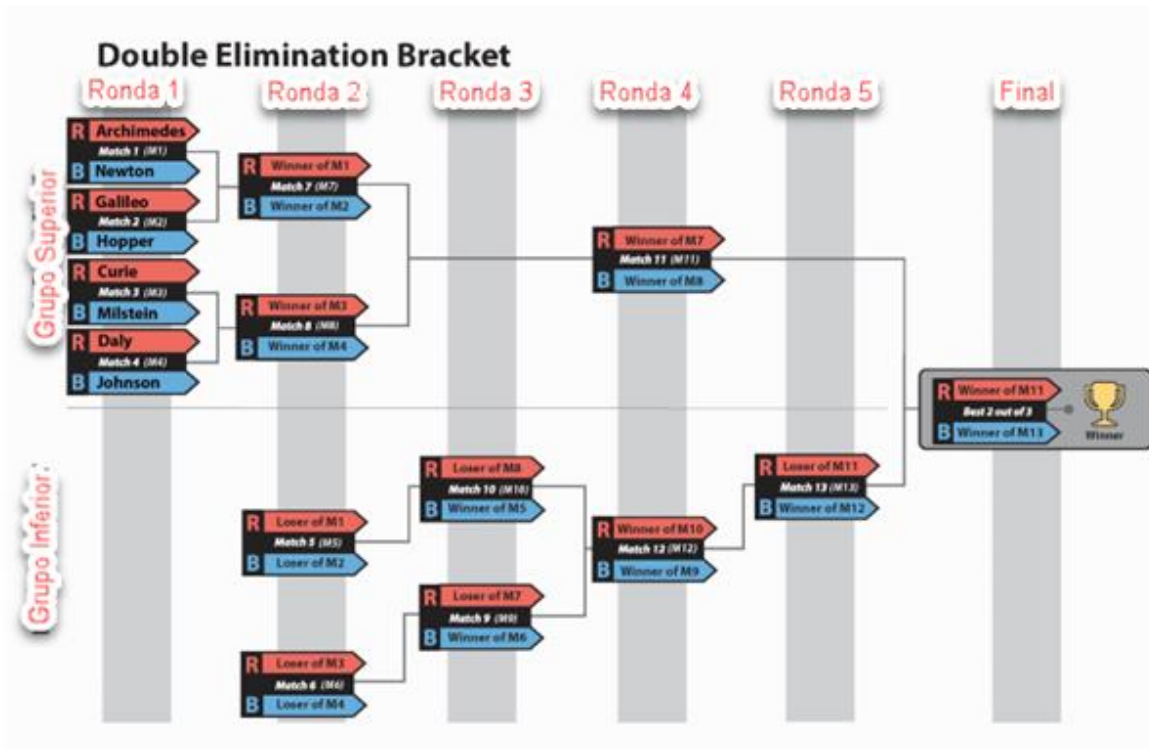 Double Elimination Bracket
Ronda 1
Ronda 2
Ronda 3
Ronda 4
Ronda 5
Final
Grupo Superior
R Archimedes
Match 1 (M1)
B Newton
R Galileo
Match 2 (M2)
B Hopper
R Curie
Match 3 (M3)
B Milstein
R Daly
Match 4 (M4)
B Johnson
R Winner of M1
Match 7 (M7)
B Winner of M2
R Winner of M3
Match 8 (M8)
B Winner of M4
R Winner of M7
Match 11 (M11)
B Winner of M8
R Winner of M11
Best 2 out of 3
B Winner of M13
Winner
Grupo Inferior
R Loser of M1
Match 5 (M5)
B Loser of M2
R Loser of M3
Match 6 (M6)
B Loser of M4
R Loser of M8
Match 10 (M10)
B Winner of M5
R Loser of M7
Match 9 (M9)
B Winner of M6
R Winner of M10
Match 12 (M12)
B Winner of M9
R Loser of M11
Match 13 (M13)
B Winner of M12